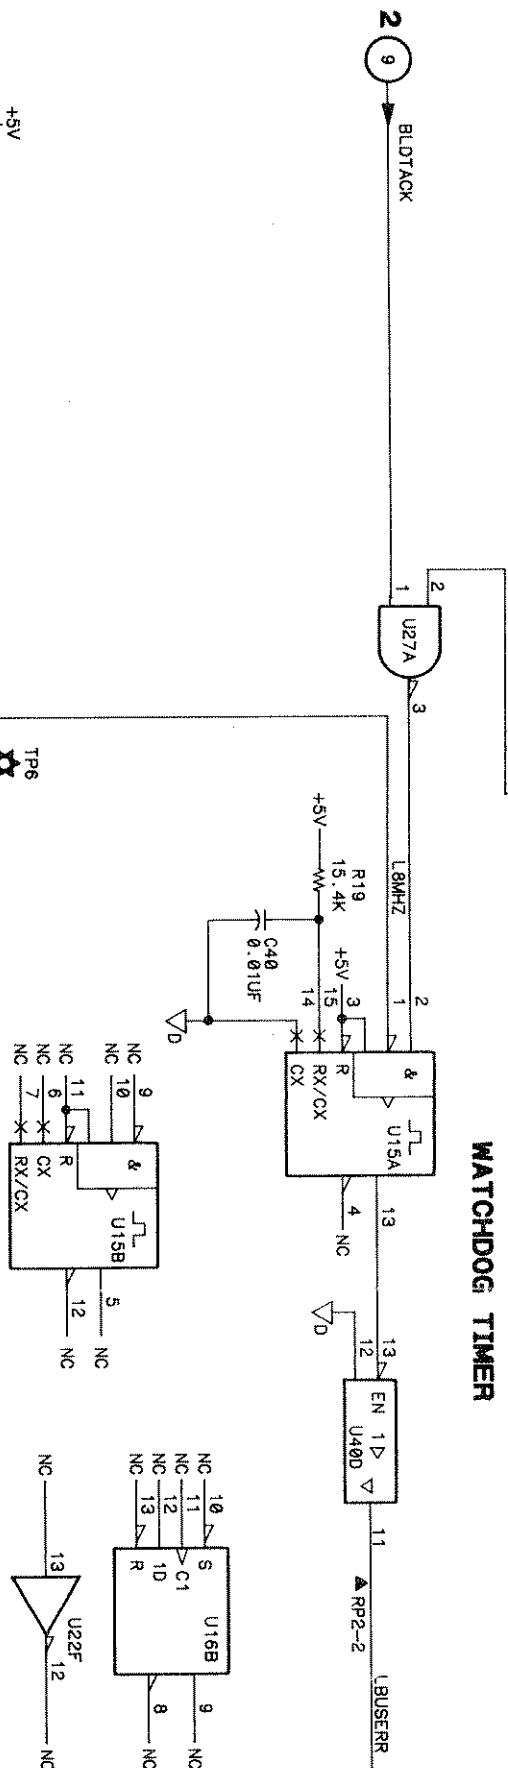 WATCHDOG TIMER
2
9
BLDTACK
1
2
U27A
3
L8MHZ
2
1
3
15
14
+5V
R19
15.4K
+5V
C40
0.01UF
D
&
R
RX/CX
CX
U15A
13
4
NC
D
13
12
EN 1
U40D
11
RP2-2
LBUSERR
+5V
TP6
NC
9
NC
10
NC
11
NC
6
NC
7
&
R
CX
RX/CX
U15B
5
NC
12
NC
NC
10
NC
11
NC
12
NC
13
S
C1
1D
R
U16B
9
NC
8
NC
NC
13
U22F
12
NC